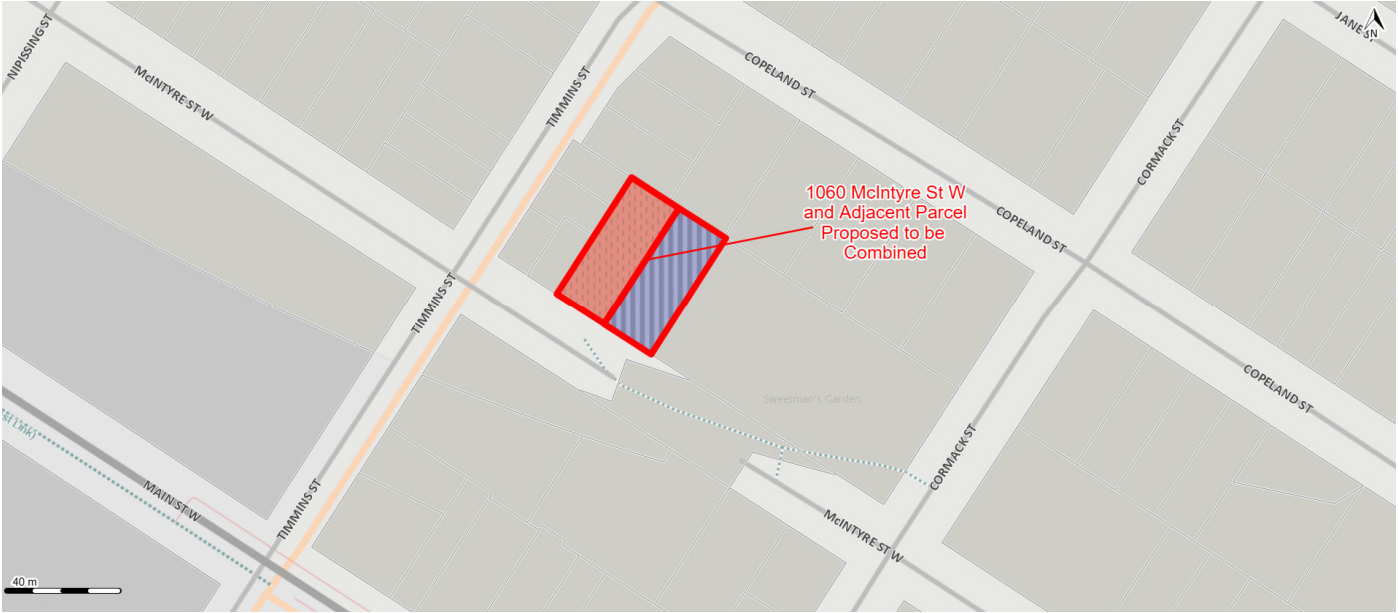 NIPISSING ST
McINTYRE ST W
TIMMINS ST
COPELAND ST
JANE S
N
CORMACK ST
1060 McIntyre St W
and Adjacent Parcel
Proposed to be
Combined
COPELAND ST
TIMMINS ST
Sweetman's Garden
COPELAND ST
St Link)
CORMACK ST
MAIN ST W
TIMMINS ST
McINTYRE ST W
40 m